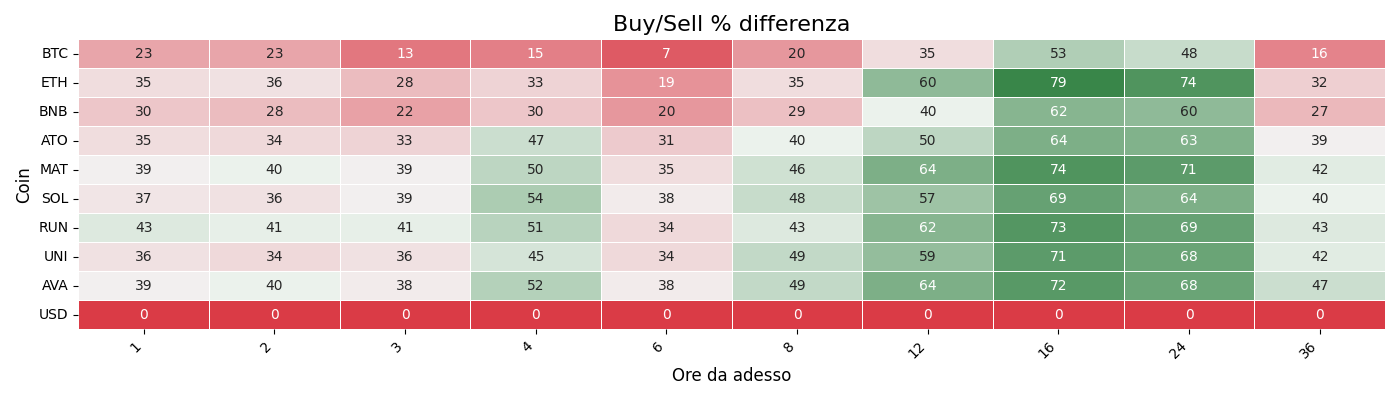 Buy/Sell % differenza
Coin
BTC 23 23 13 15 7 20 35 53 48 16
ETH 35 36 28 33 19 35 60 79 74 32
BNB 30 28 22 30 20 29 40 62 60 27
ATO 35 34 33 47 31 40 50 64 63 39
MAT 39 40 39 50 35 46 64 74 71 42
SOL 37 36 39 54 38 48 57 69 64 40
RUN 43 41 41 51 34 43 62 73 69 43
UNI 36 34 36 45 34 49 59 71 68 42
AVA 39 40 38 52 38 49 64 72 68 47
USD 0 0 0 0 0 0 0 0 0 0
1 2 3 4 6 8 12 16 24 36
Ore da adesso